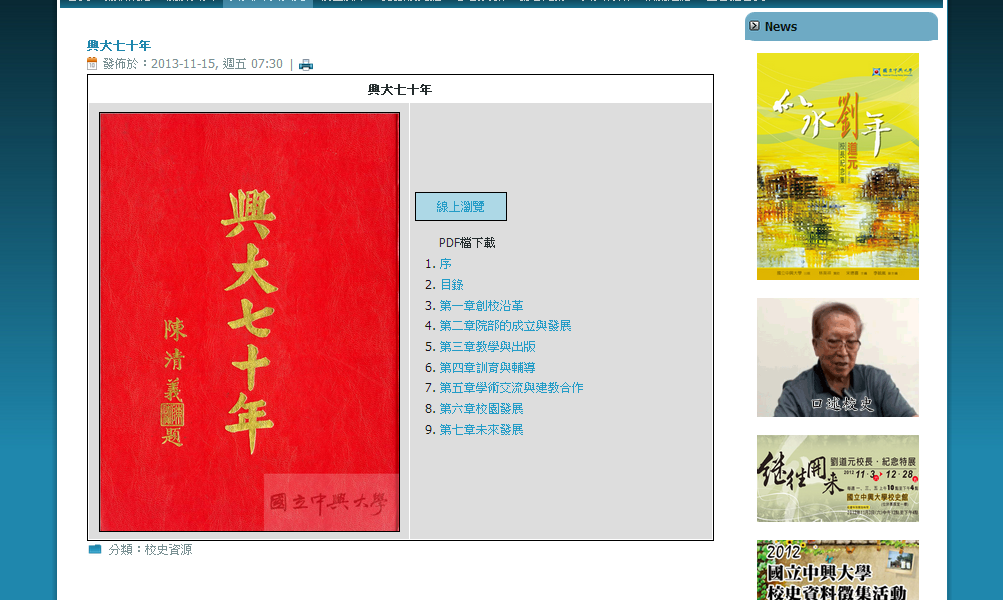 興大七十年
發佈於：2013-11-15, 週五 07:30 |
興大七十年
興大七十年
陳清義
題
國立中興大學
線上瀏覽
PDF檔下載
1. 序
2. 目錄
3. 第一章創校沿革
4. 第二章院部的成立與發展
5. 第三章教學與出版
6. 第四章訓育與輔導
7. 第五章學術交流與建教合作
8. 第六章校園發展
9. 第七章未來發展
分類：校史資源
News
國立中興大學
劉
年
道元
校長紀念集
口述校史
繼往開來
劉道元校長・紀念特展
2012 11・3 12・28
國立中興大學校史館
2012
國立中興大學
校史資料徵集活動